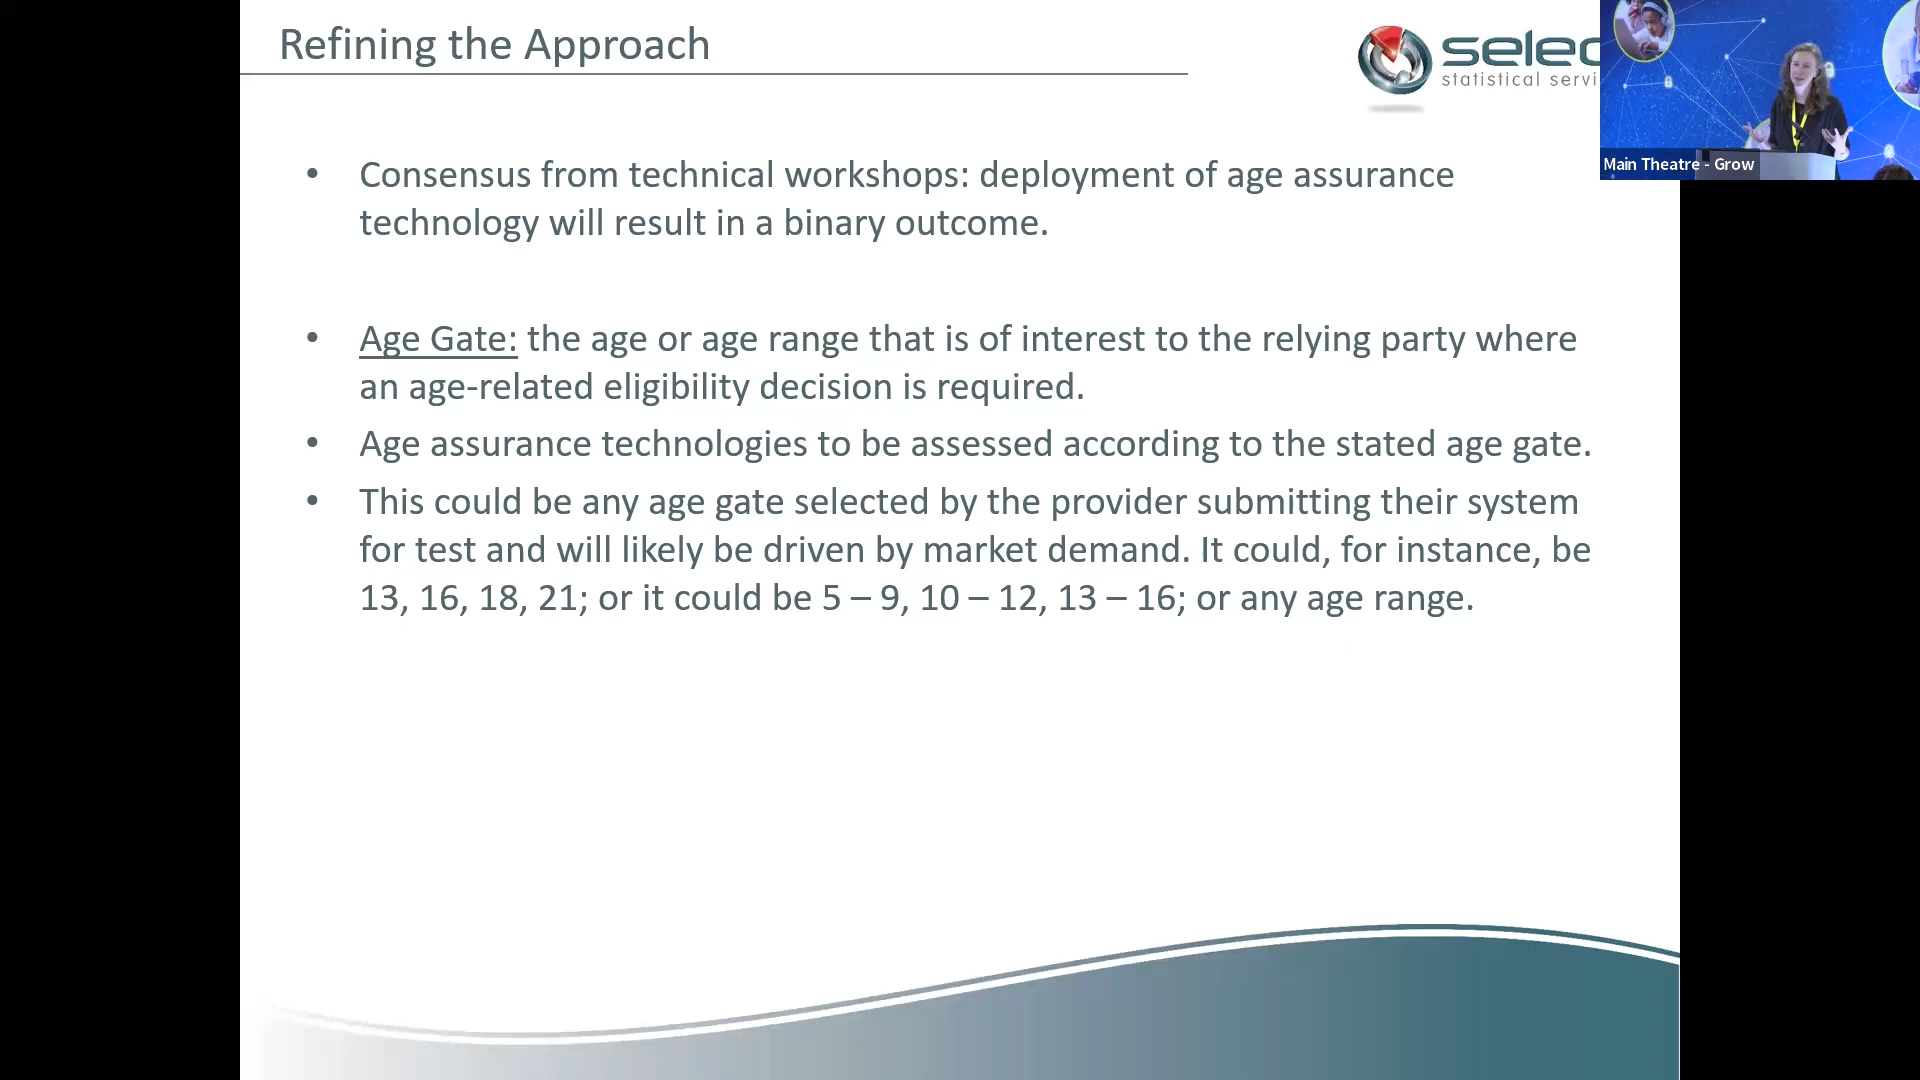 Refining the Approach
selec
statistical servi
Main Theatre - Grow
• Consensus from technical workshops: deployment of age assurance
technology will result in a binary outcome.
• Age Gate: the age or age range that is of interest to the relying party where
an age-related eligibility decision is required.
• Age assurance technologies to be assessed according to the stated age gate.
• This could be any age gate selected by the provider submitting their system
for test and will likely be driven by market demand. It could, for instance, be
13, 16, 18, 21; or it could be 5 – 9, 10 – 12, 13 – 16; or any age range.